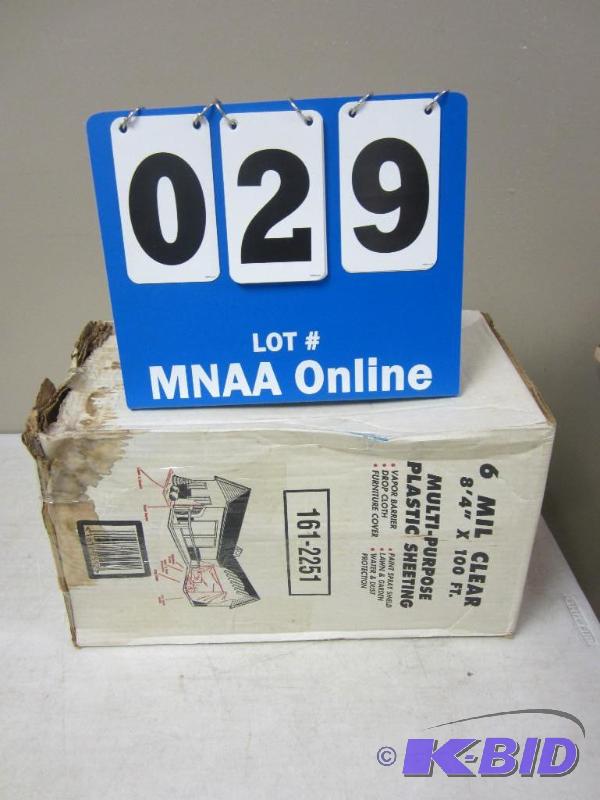 029
LOT #
MNAA Online
6 MIL CLEAR
8'4" X 100 FT.
MULTI-PURPOSE
PLASTIC SHEETING
• VAPOR BARRIER
• DROP CLOTH
• FURNITURE COVER
• PAINT SPRAY SHIELD
• LAWN & GARDEN
• WATER & DUST
PROTECTION
161-2251
© K-BID